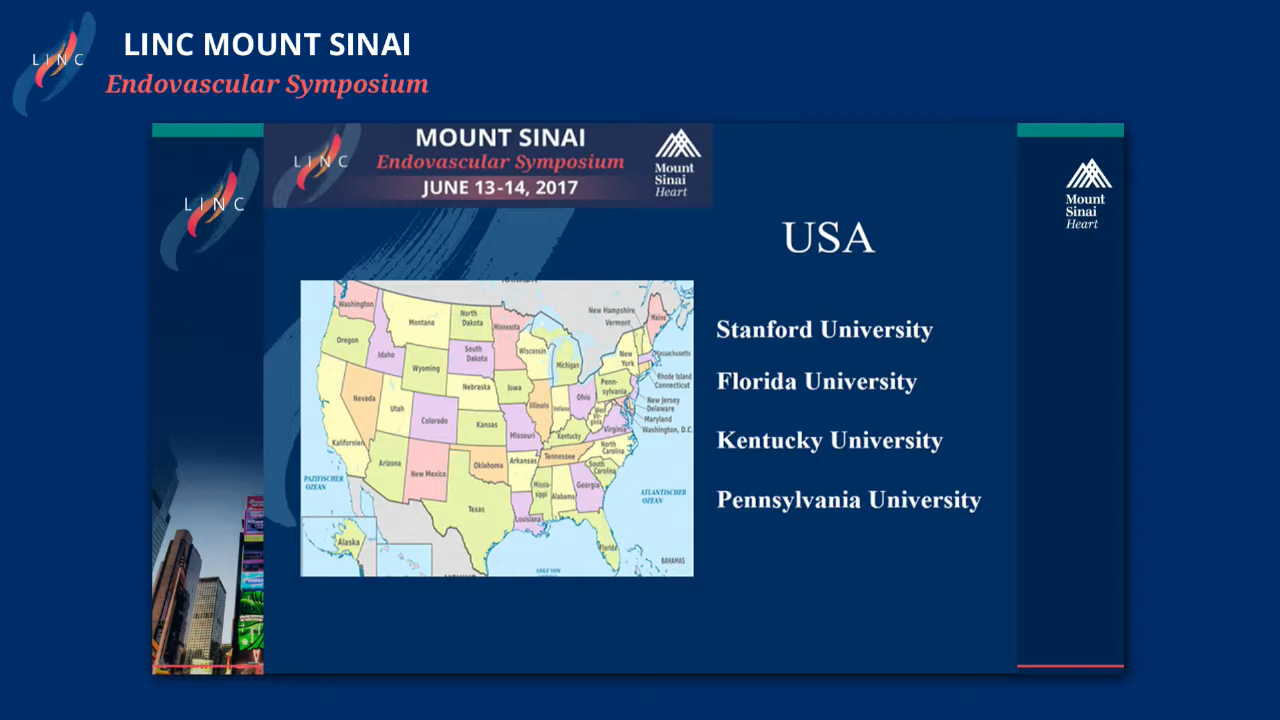 LINC MOUNT SINAI
Endovascular Symposium
LINC
LINC
MOUNT SINAI
Endovascular Symposium
JUNE 13-14, 2017
Mount
Sinai
Heart
LINC
Mount
Sinai
Heart
USA
Stanford University
Florida University
Kentucky University
Pennsylvania University
Washington
Montana
North
Dakota
Minnesota
New Hampshire
Vermont
Maine
Oregon
Idaho
Wyoming
South
Dakota
Wisconsin
Michigan
New
York
Massachusetts
Rhode Island
Connecticut
Nevada
Utah
Colorado
Nebraska
Iowa
Illinois
Indiana
Ohio
Penn-
sylvania
New Jersey
Delaware
Maryland
Washington, D.C.
West
Vir-
ginia
Virginia
Kansas
Missouri
Kentucky
Kalifornien
Arizona
New Mexico
Oklahoma
Arkansas
Tennessee
North
Carolina
South
Carolina
PAZIFISCHER
OZEAN
Texas
Louisiana
Missis-
sippi
Alabama
Georgia
Florida
ATLANTISCHER
OZEAN
Alaska
GOLF VON
BAHAMAS